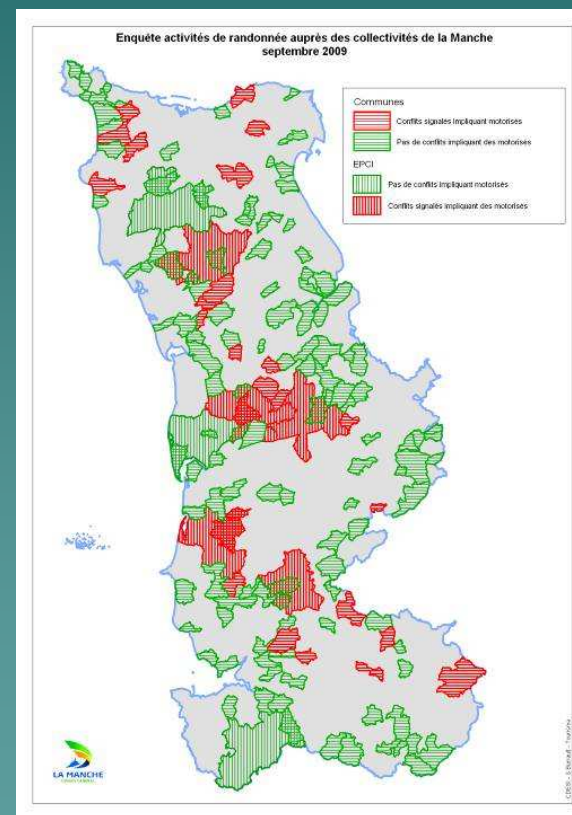 Enquête activités de randonnée auprès des collectivités de la Manche
septembre 2009
Communes
Conflits signalés impliquant motorisés
Pas de conflits impliquant des motorisés
EPCI
Pas de conflits impliquant motorisés
Conflits signalés impliquant des motorisés
LA MANCHE